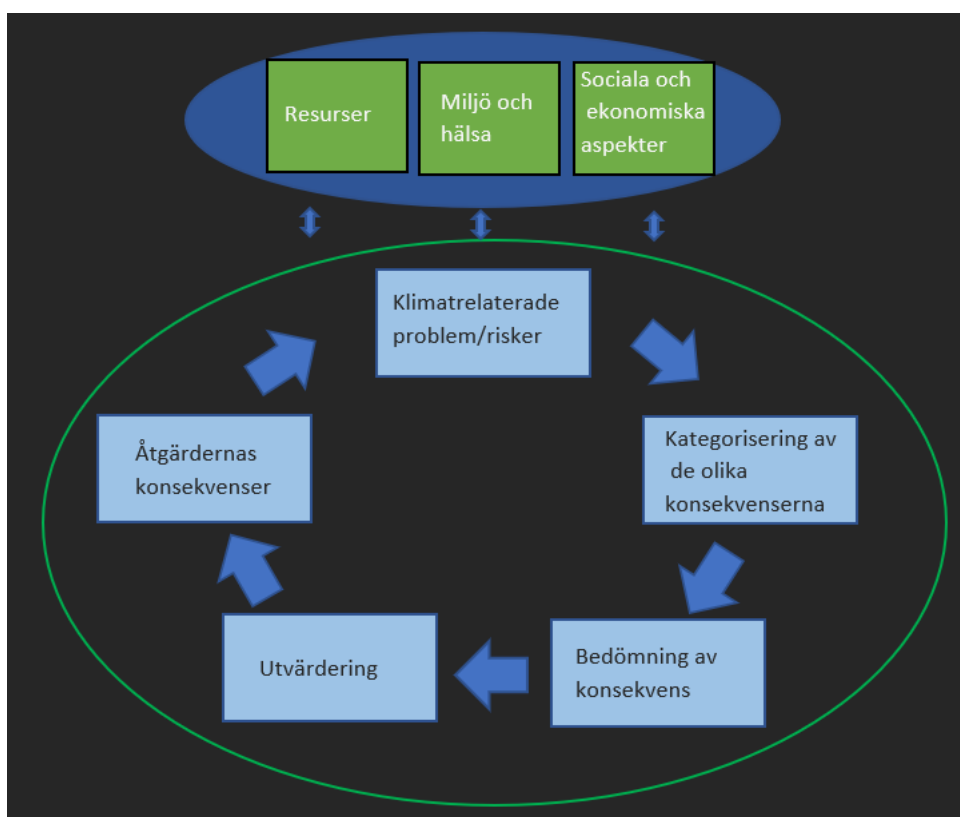 Resurser
Miljö och
hälsa
Sociala och
ekonomiska
aspekter
Klimatrelaterade
problem/risker
Kategorisering av
de olika
konsekvenserna
Bedömning av
konsekvens
Utvärdering
Åtgärdernas
konsekvenser